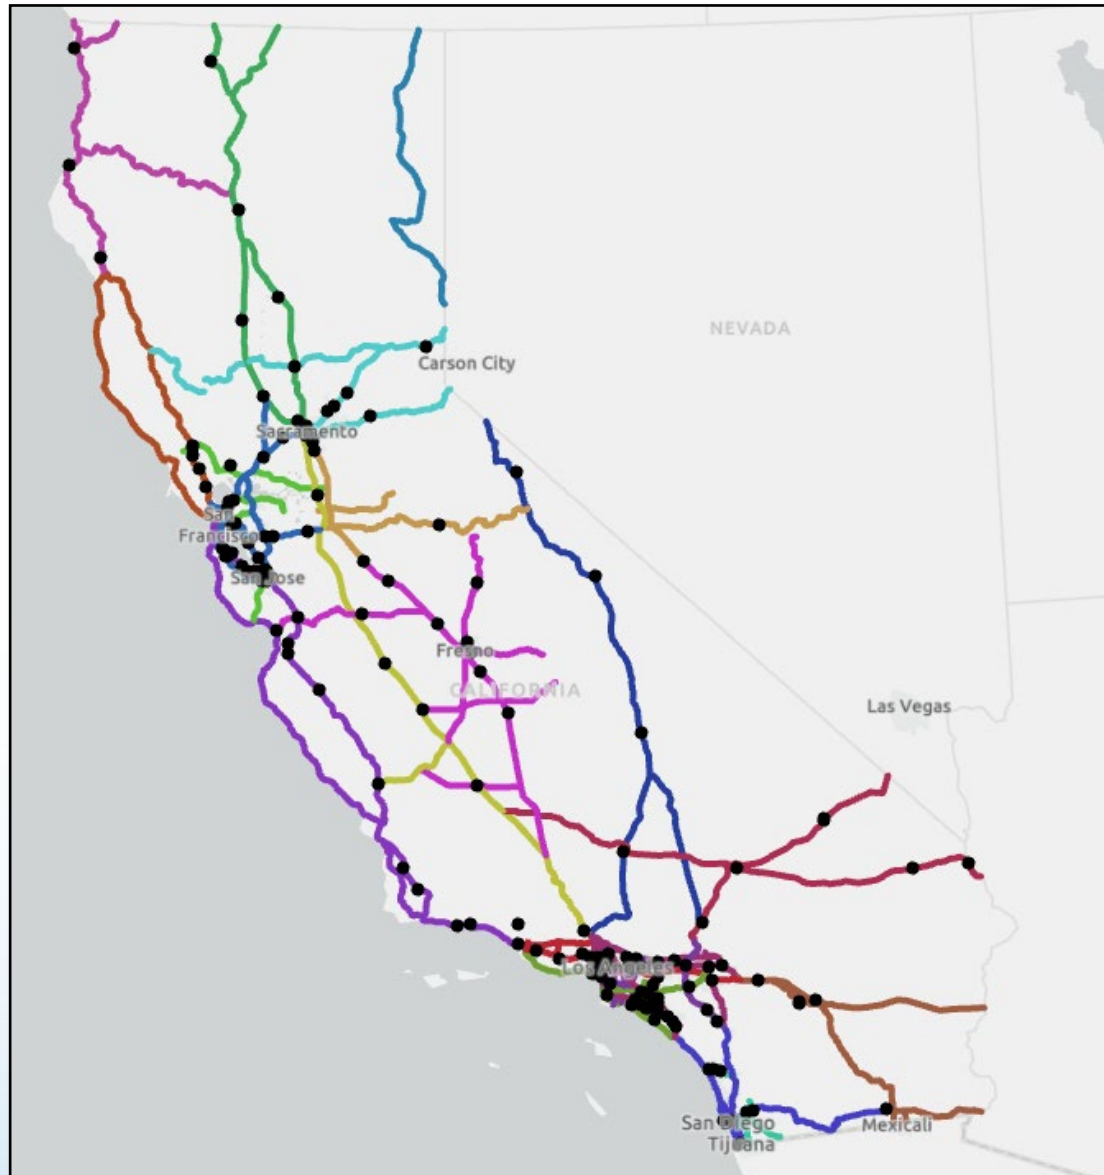 NEVADA
Carson City
Sacramento
San
Francisco
San Jose
Fresno
CALIFORNIA
Las Vegas
Los Angeles
San Diego
Tijuana
Mexicali